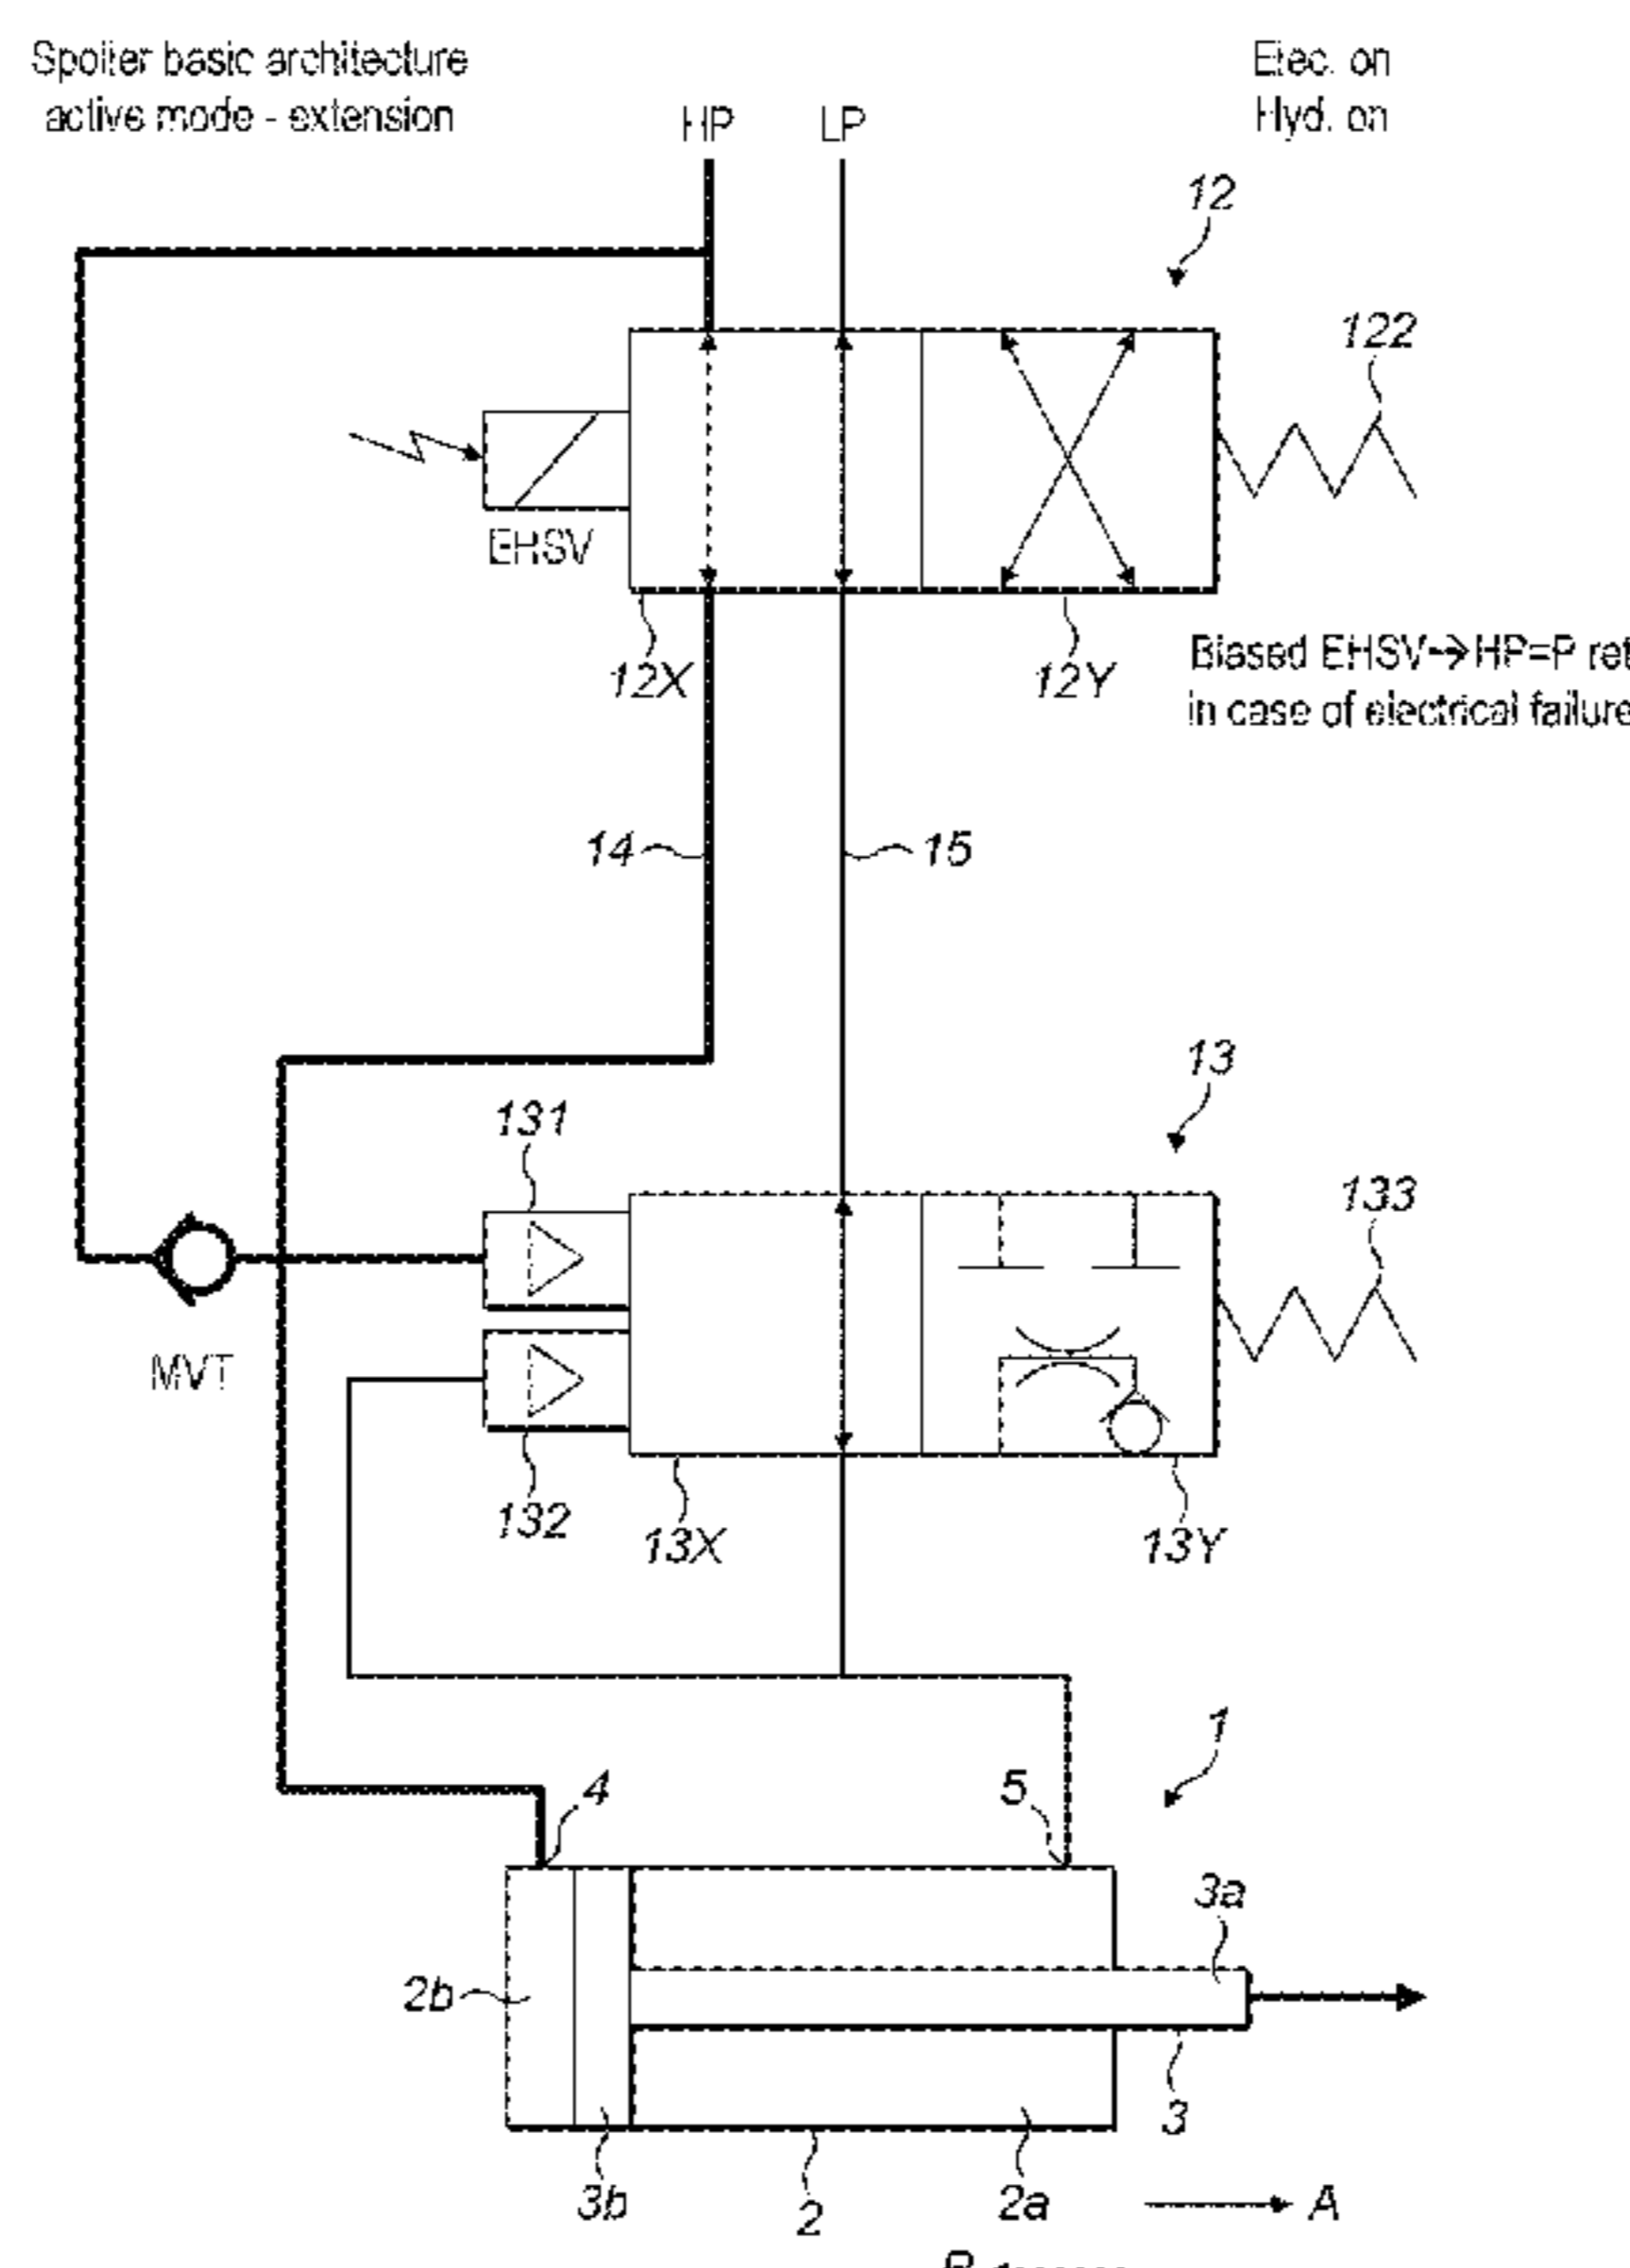 Spoiler basic architecture
active mode - extension
Elec. on
Hyd. on
HP
LP
12
122
EHSV
12X
12Y
Biased EHSV→HP=P ret
in case of electrical failure
14
15
13
131
133
MVT
132
13X
13Y
1
4
5
3a
2b
3
3b
2
2a
A
B